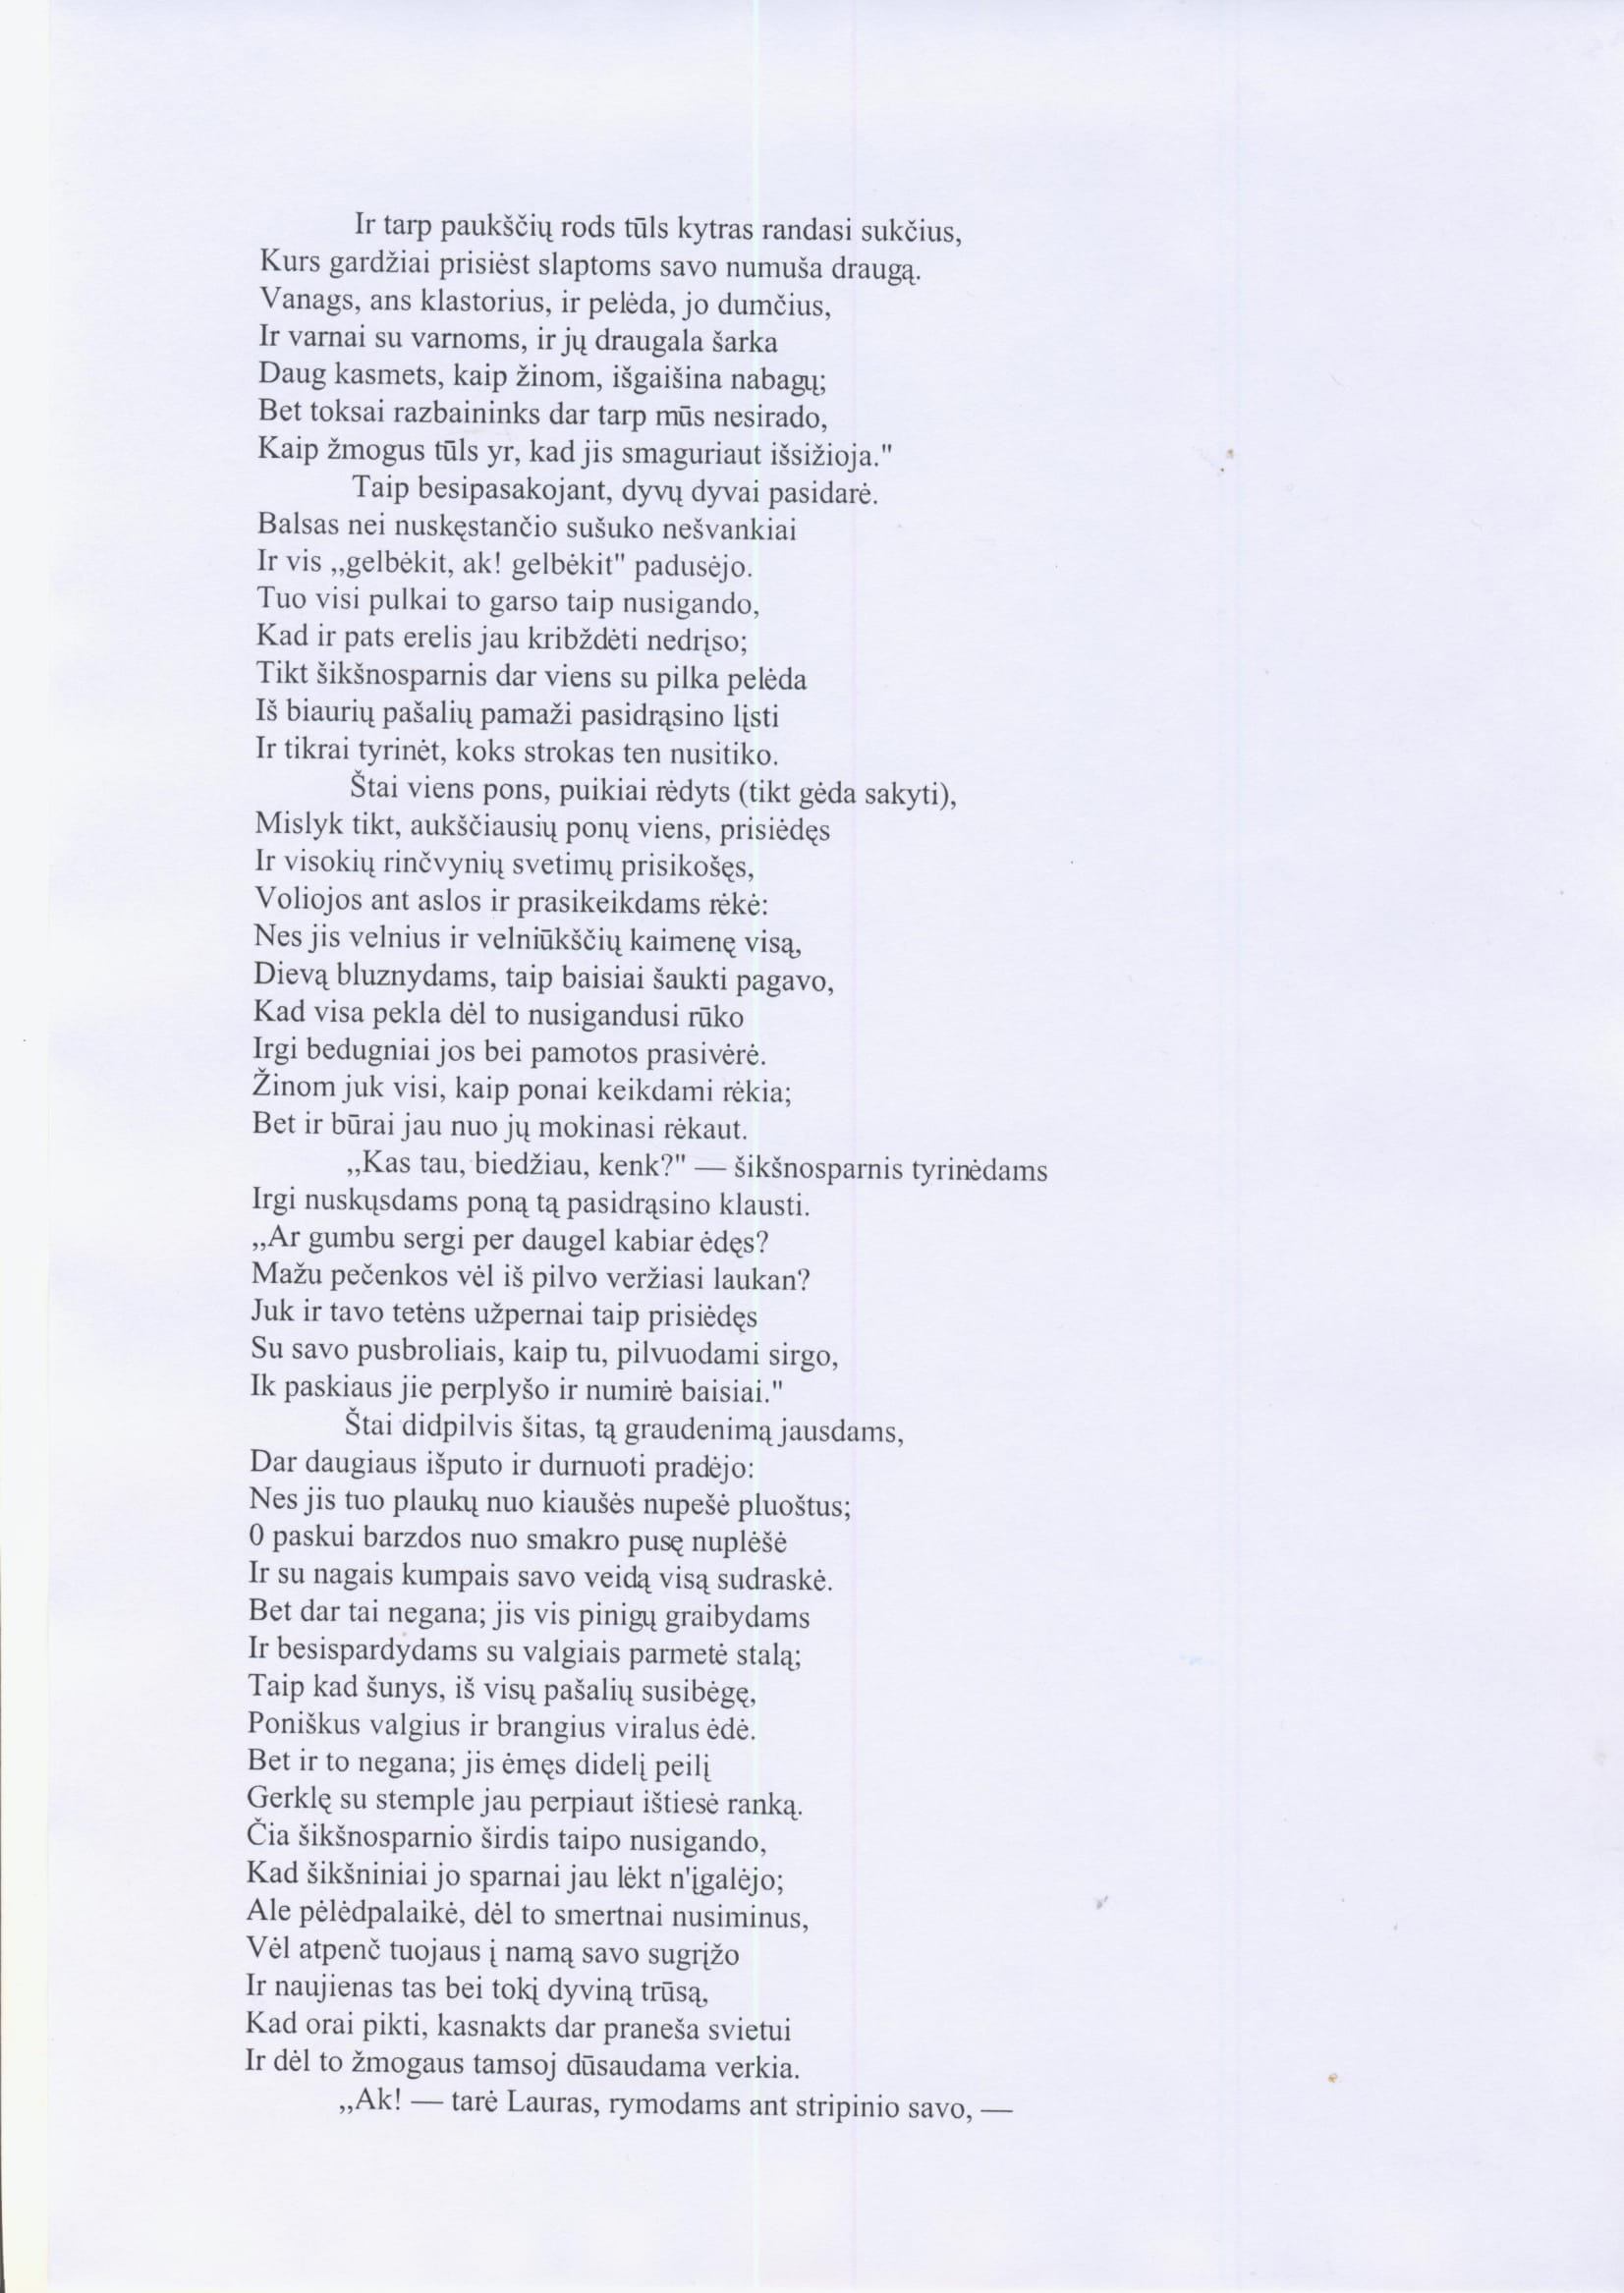 Ir tarp paukščių rods tūls kytras randasi sukčius,
Kurs gardžiai prisiėst slaptoms savo numuša draugą.
Vanags, ans klastorius, ir pelėda, jo dumčius,
Ir varnai su varnoms, ir jų draugala šarka
Daug kasmets, kaip žinom, išgaišina nabagų;
Bet toksai razbaininks dar tarp mūs nesirado,
Kaip žmogus tūls yr, kad jis smaguriaut išsižioja."
Taip besipasakojant, dyvų dyvai pasidarė.
Balsas nei nuskęstančio sušuko nešvankiai
Ir vis „gelbėkit, ak! gelbėkit" padusėjo.
Tuo visi pulkai to garso taip nusigando,
Kad ir pats erelis jau kribždėti nedrįso;
Tikt šikšnosparnis dar viens su pilka pelėda
Iš biaurių pašalių pamaži pasidrąsino lįsti
Ir tikrai tyrinėt, koks strokas ten nusitiko.
Štai viens pons, puikiai rėdyts (tikt gėda sakyti),
Mislyk tikt, aukščiausių ponų viens, prisiėdęs
Ir visokių rinčvynių svetimų prisikošęs,
Voliojos ant aslos ir prasikeikdams rėkė:
Nes jis velnius ir velniūkščių kaimenę visą,
Dievą bluznydams, taip baisiai šaukti pagavo,
Kad visa pekla dėl to nusigandusi rūko
Irgi bedugniai jos bei pamotos prasivėrė.
Žinom juk visi, kaip ponai keikdami rėkia;
Bet ir būrai jau nuo jų mokinasi rėkaut.
„Kas tau, biedžiau, kenk?" — šikšnosparnis tyrinėdams
Irgi nuskųsdams poną tą pasidrąsino klausti.
„Ar gumbu sergi per daugel kabiar ėdęs?
Mažu pečenkos vėl iš pilvo veržiasi laukan?
Juk ir tavo tetėns užpernai taip prisiėdęs
Su savo pusbroliais, kaip tu, pilvuodami sirgo,
Ik paskiaus jie perplyšo ir numirė baisiai."
Štai didpilvis šitas, tą graudenimą jausdams,
Dar daugiaus išputo ir durnuoti pradėjo:
Nes jis tuo plaukų nuo kiaušės nupešė pluoštus;
0 paskui barzdos nuo smakro pusę nuplėšė
Ir su nagais kumpais savo veidą visą sudraskė.
Bet dar tai negana; jis vis pinigų graibydams
Ir besispardydams su valgiais parmetė stalą;
Taip kad šunys, iš visų pašalių susibėgę,
Poniškus valgius ir brangius viralus ėdė.
Bet ir to negana; jis ėmęs didelį peilį
Gerklę su stemple jau perpiaut ištiesė ranką.
Čia šikšnosparnio širdis taipo nusigando,
Kad šikšniniai jo sparnai jau lėkt n'įgalėjo;
Ale pėlėdpalaikė, dėl to smertnai nusiminus,
Vėl atpenč tuojaus į namą savo sugrįžo
Ir naujienas tas bei tokį dyviną trūsą,
Kad orai pikti, kasnakts dar praneša svietui
Ir dėl to žmogaus tamsoj dūsaudama verkia.
„Ak! — tarė Lauras, rymodams ant stripinio savo, —